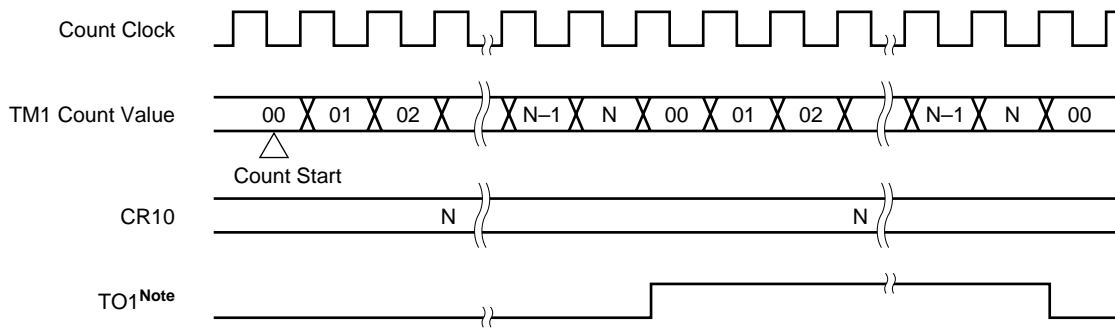 Count Clock
TM1 Count Value 00 01 02 N–1 N 00 01 02 N–1 N 00
Count Start
CR10 N N
TO1Note